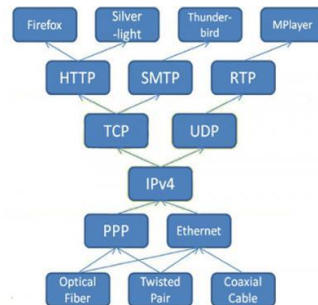 Firefox
Silver
-light
Thunder-
bird
MPlayer
HTTP
SMTP
RTP
TCP
UDP
IPv4
PPP
Ethernet
Optical
Fiber
Twisted
Pair
Coaxial
Cable